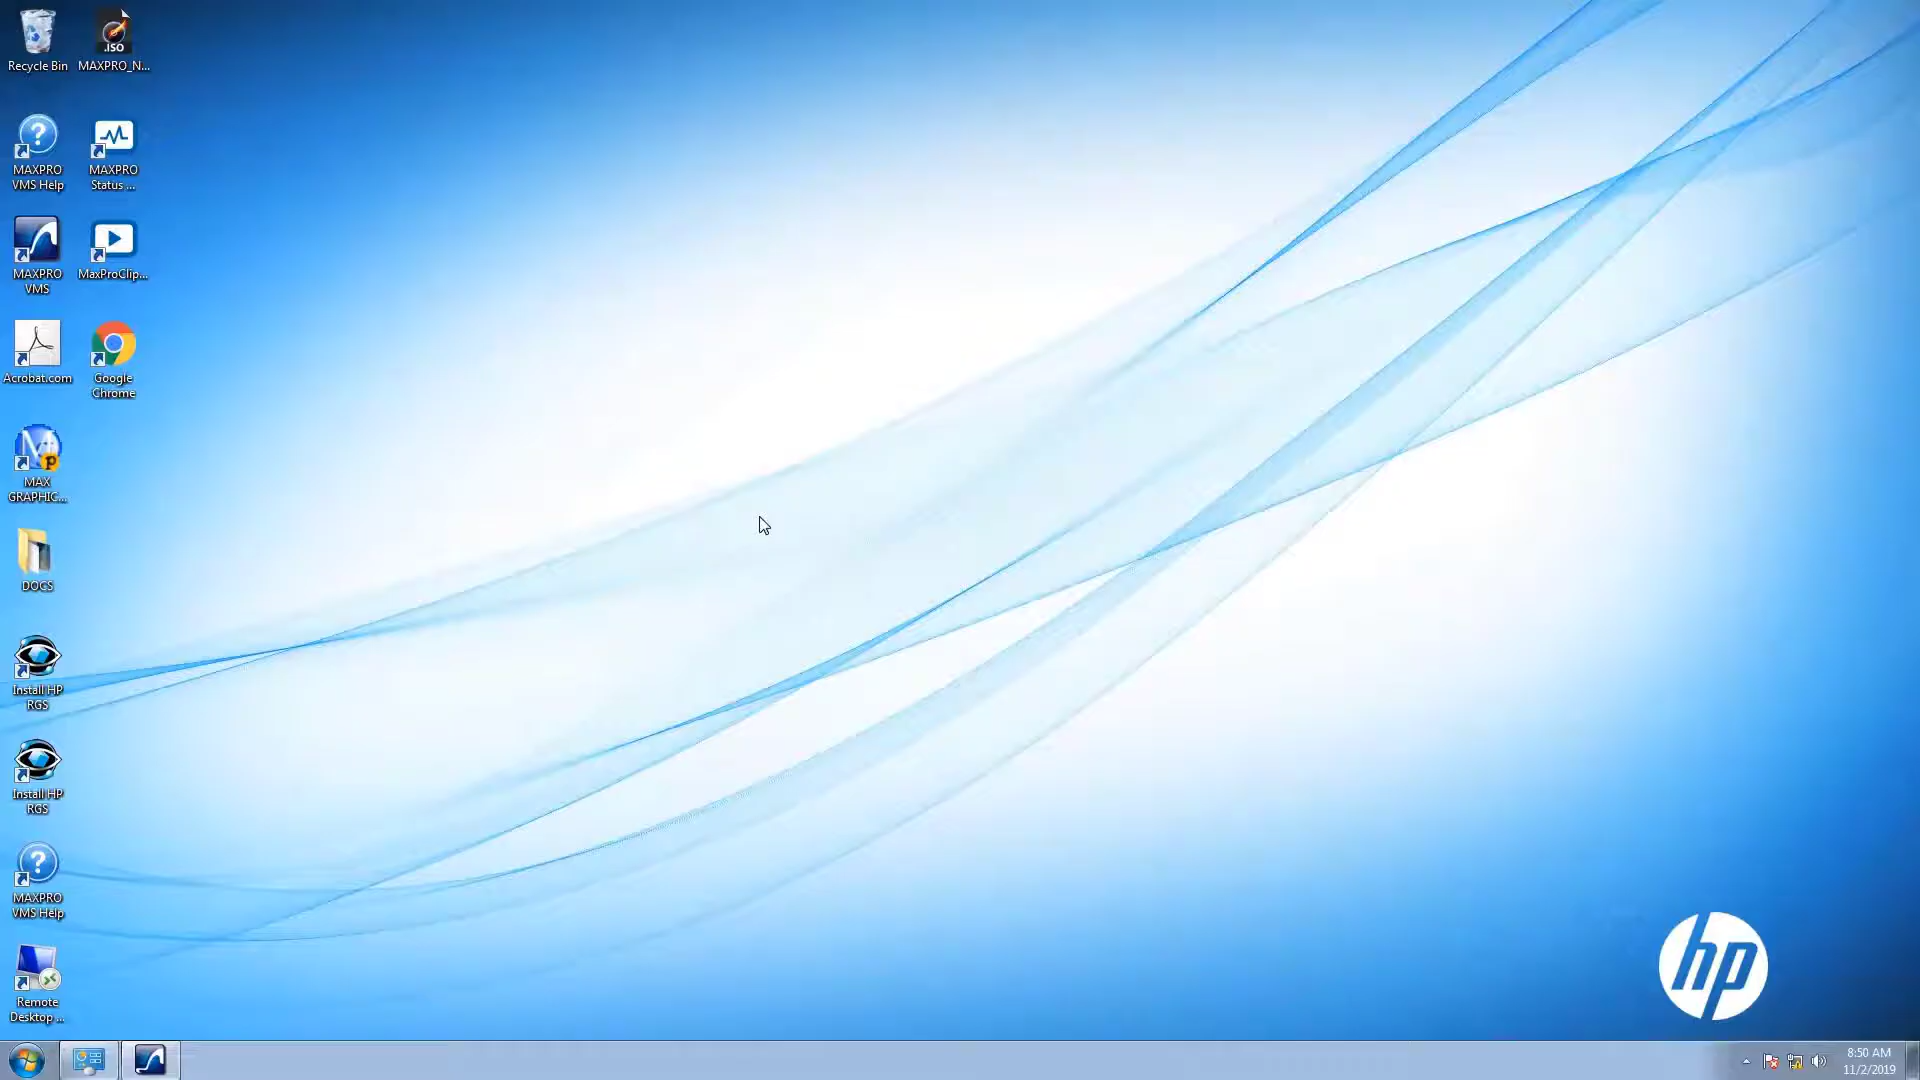 Recycle Bin
.ISO
MAXPRO_N...
MAXPRO
VMS Help
MAXPRO
Status ...
MAXPRO
VMS
MaxProClip...
Acrobat.com
Google
Chrome
MAX
GRAPHIC...
DOCS
Install HP
RGS
Install HP
RGS
MAXPRO
VMS Help
Remote
Desktop ...
hp
8:50 AM
11/2/2019